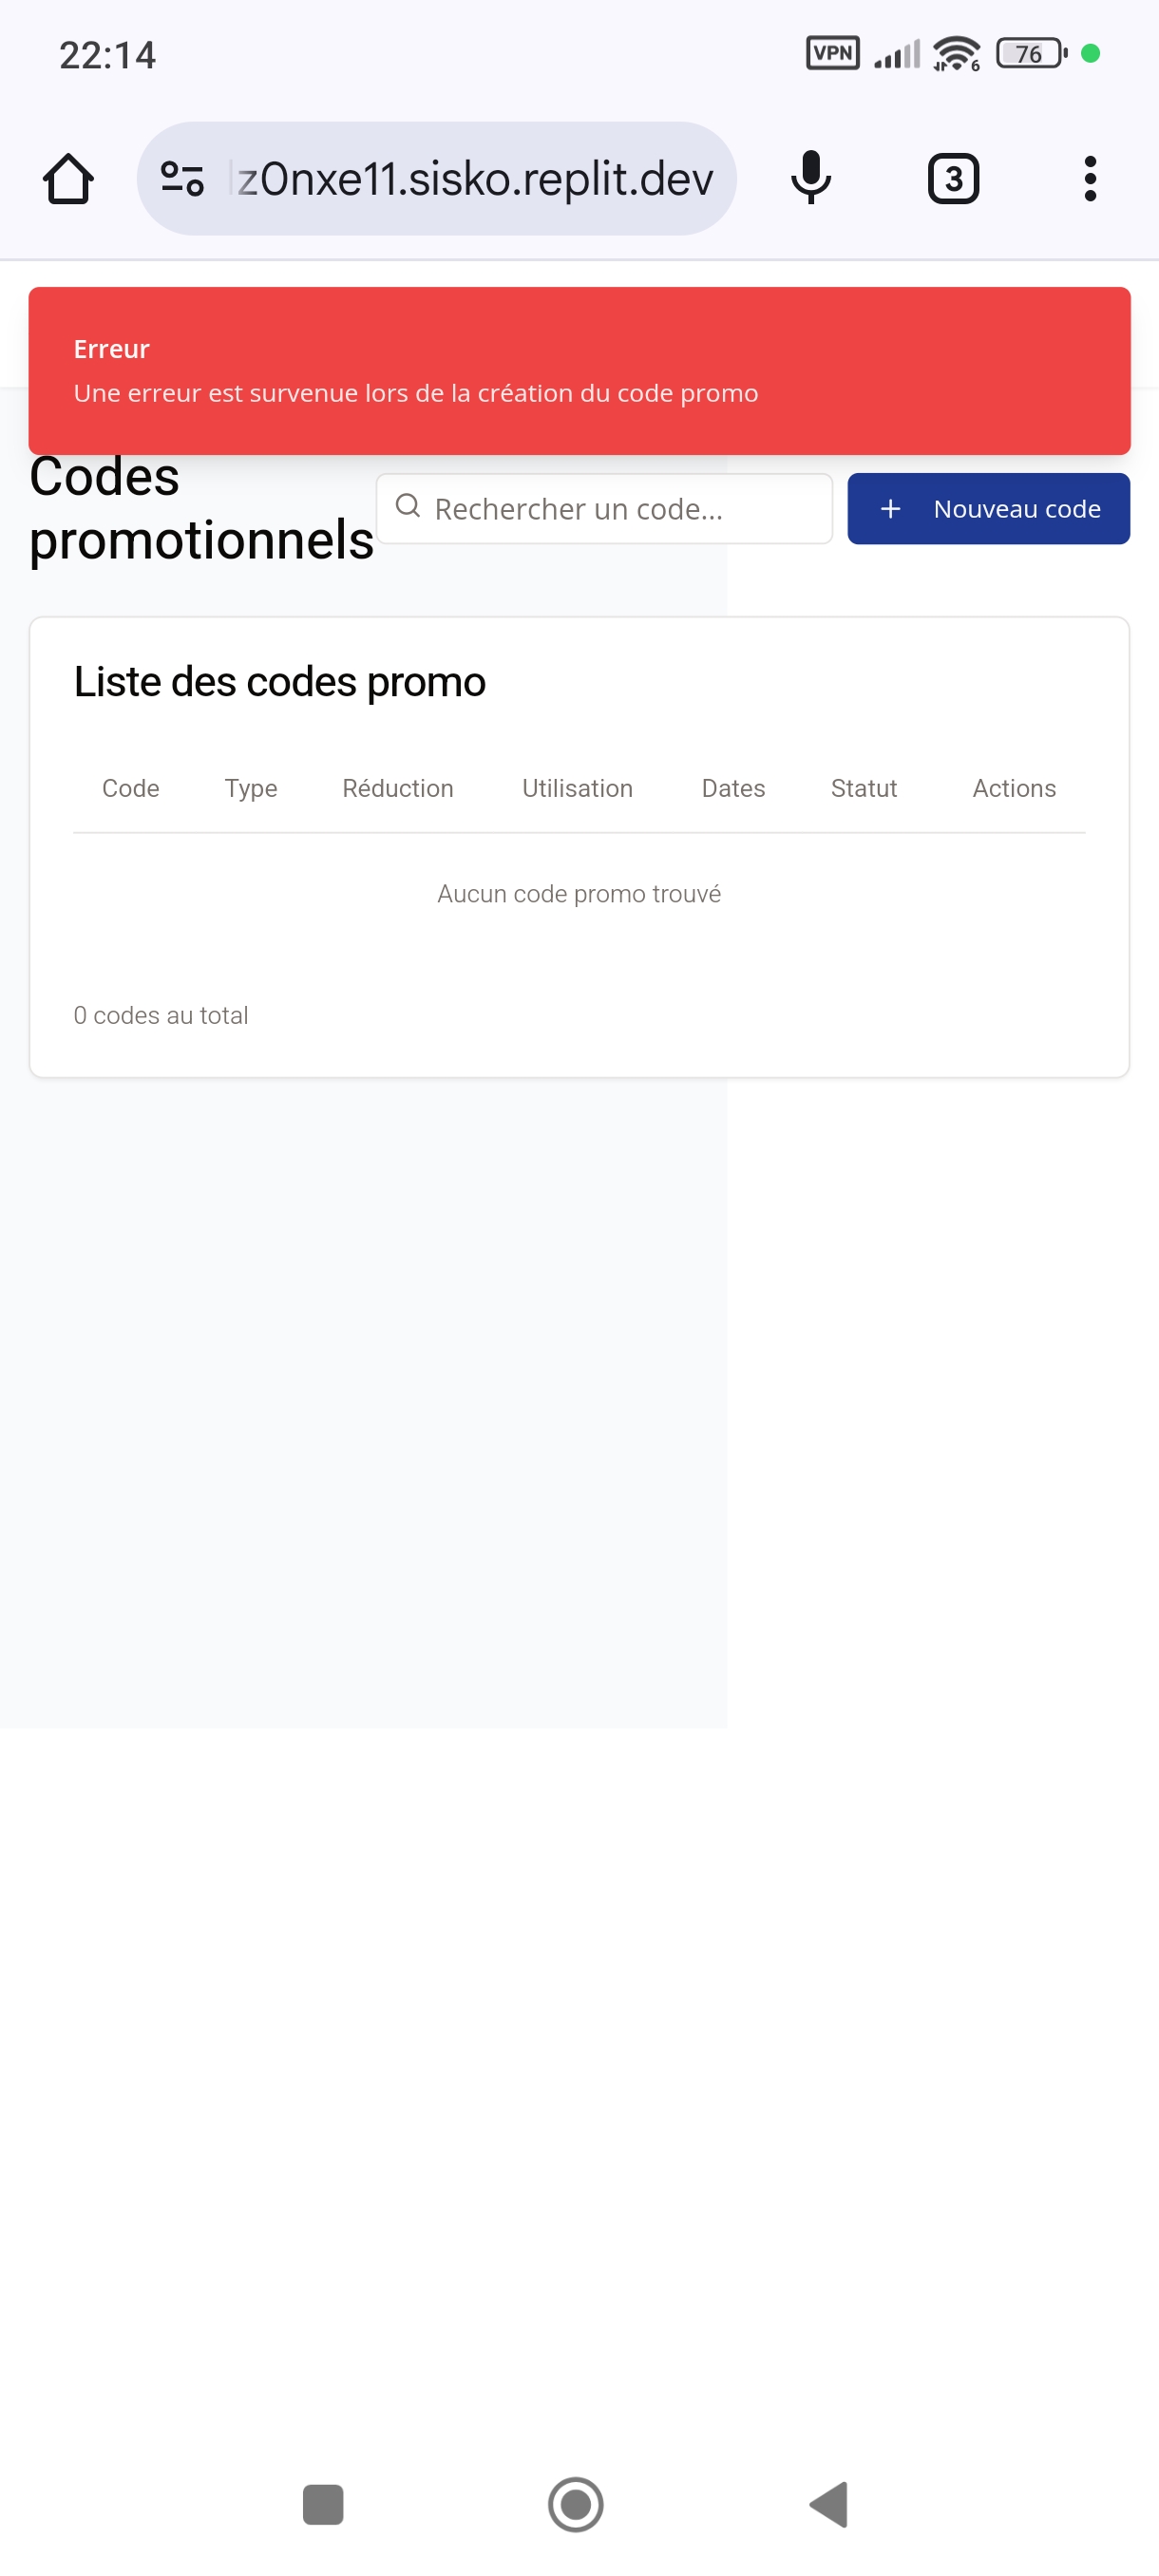 22:14
VPN
6
76
z0nxe11.sisko.replit.dev
3
Erreur
Une erreur est survenue lors de la création du code promo
Codes
promotionnels
Rechercher un code...
+ Nouveau code
Liste des codes promo
Code Type Réduction Utilisation Dates Statut Actions
Aucun code promo trouvé
0 codes au total